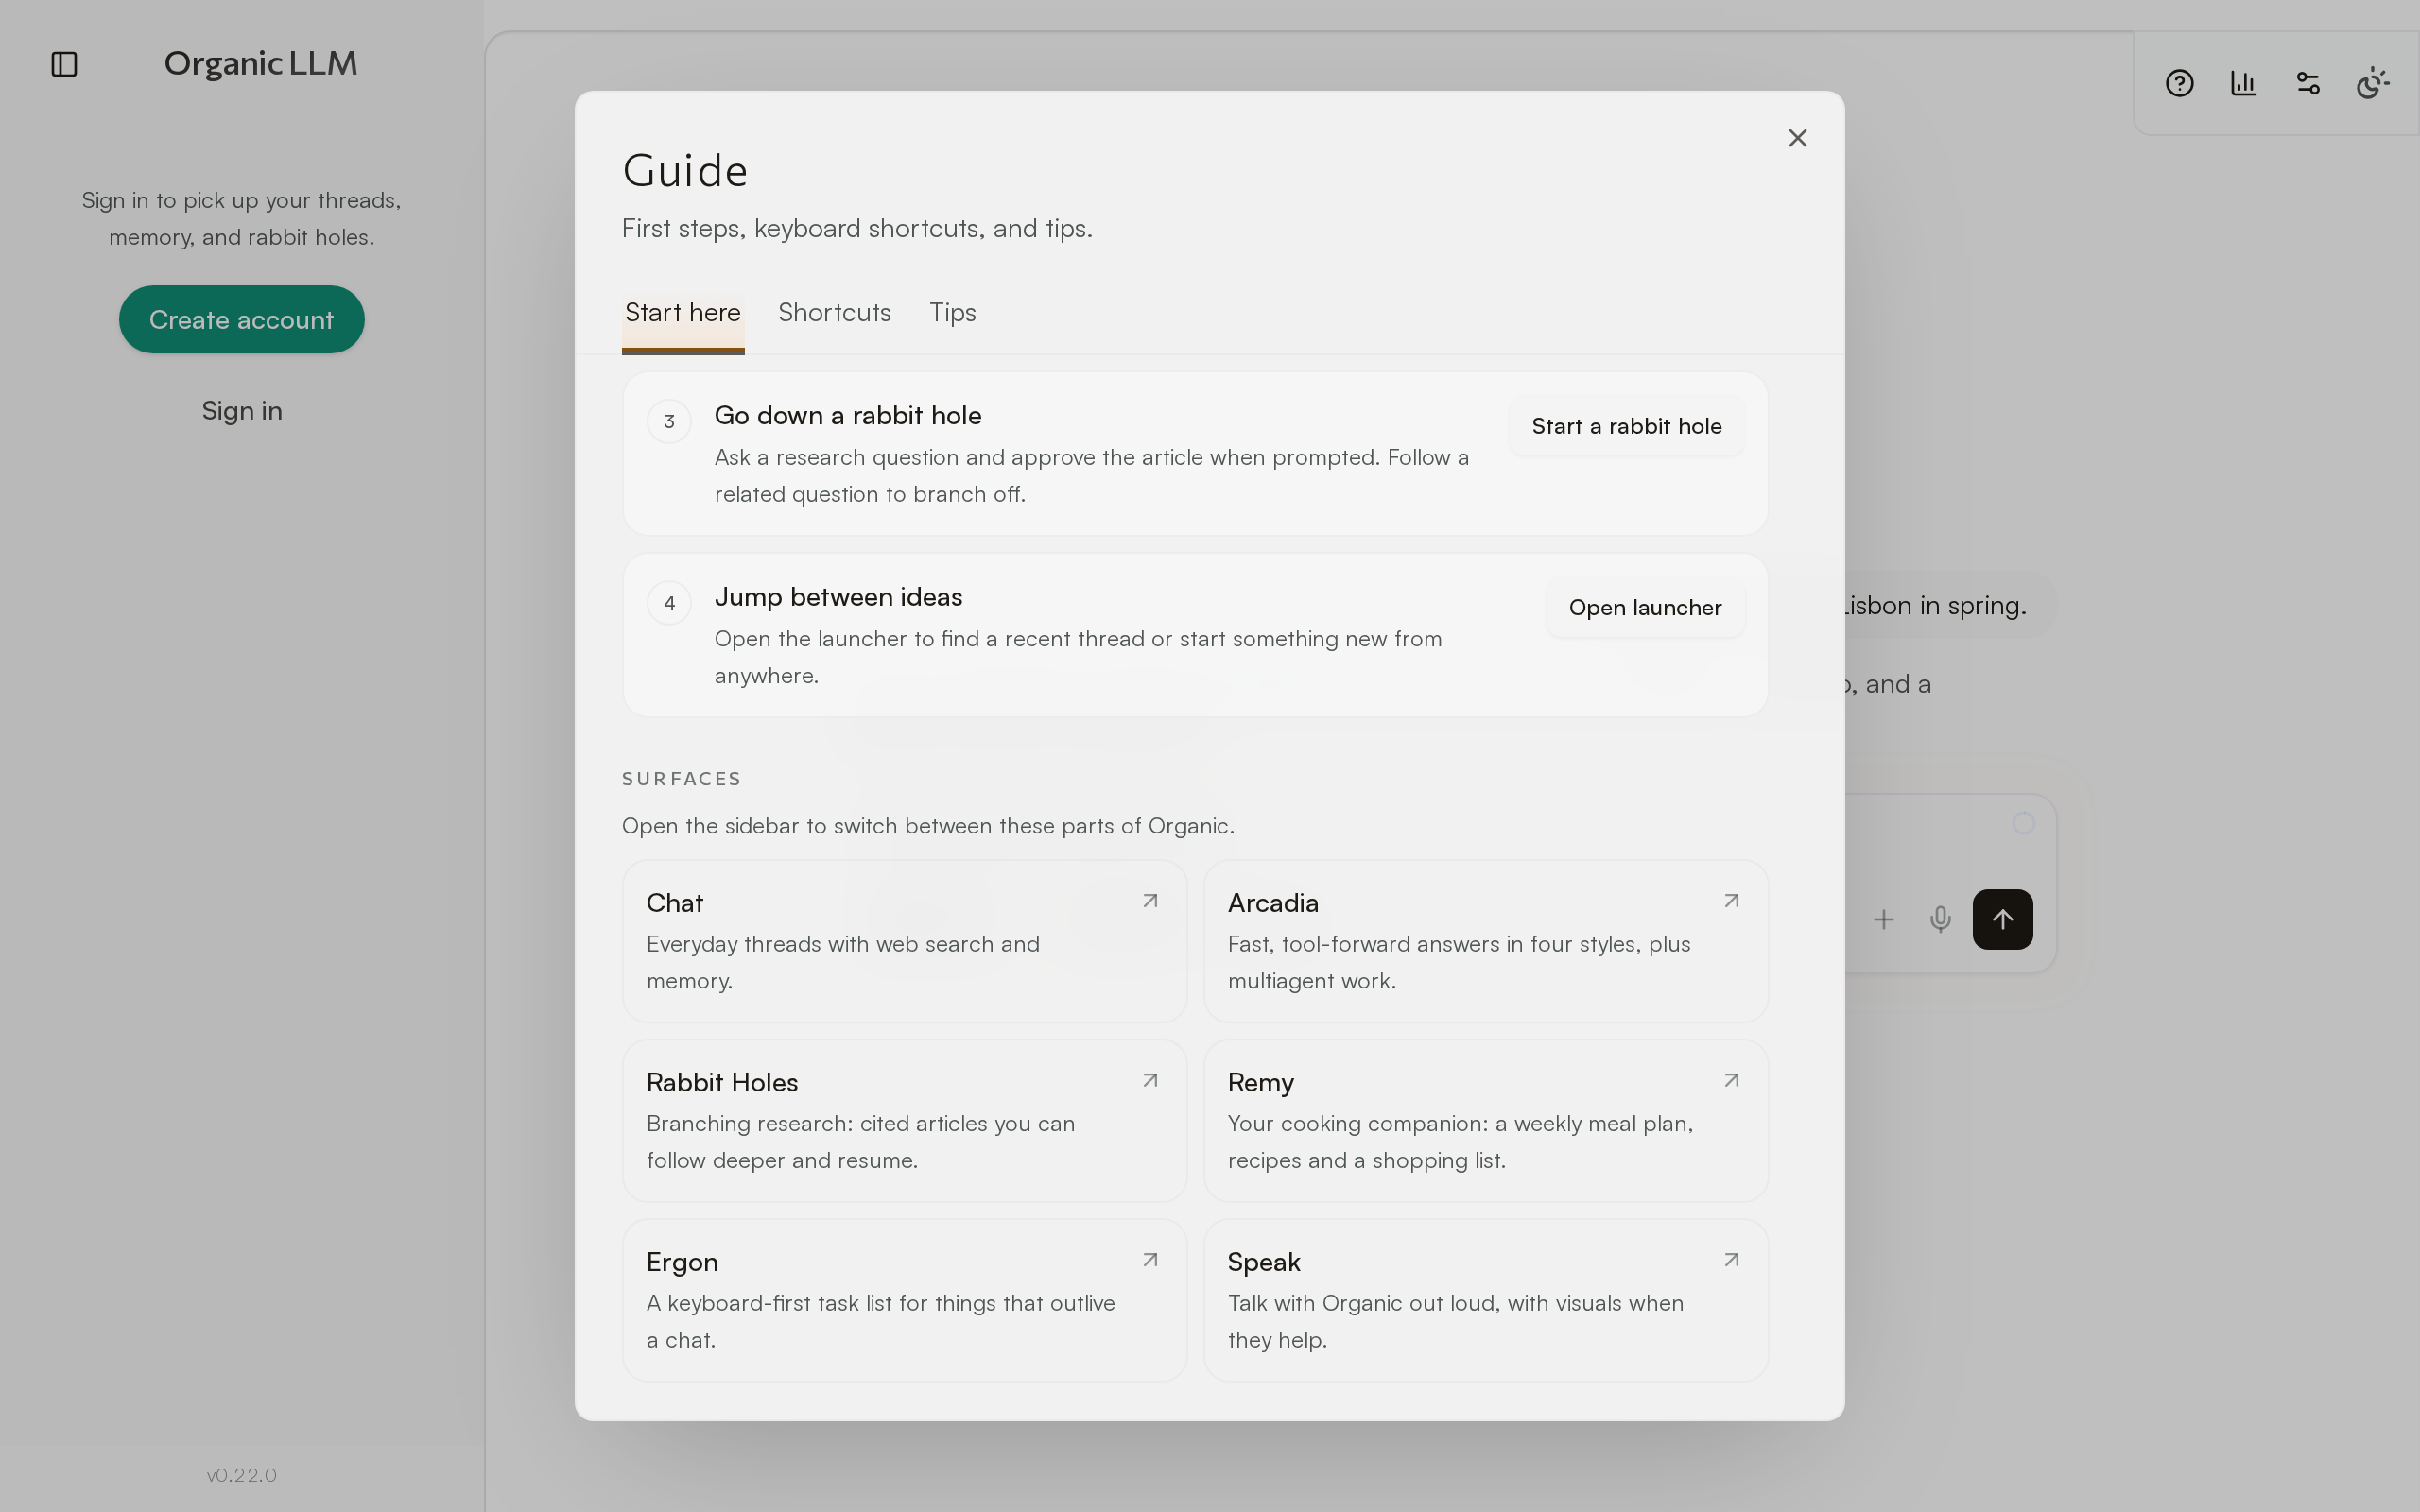 Organic LLM
Sign in to pick up your threads,
memory, and rabbit holes.
Create account
Sign in
v0.22.0
Guide
First steps, keyboard shortcuts, and tips.
Start here
Shortcuts
Tips
3
Go down a rabbit hole
Ask a research question and approve the article when prompted. Follow a
related question to branch off.
Start a rabbit hole
4
Jump between ideas
Open the launcher to find a recent thread or start something new from
anywhere.
Open launcher
SURFACES
Open the sidebar to switch between these parts of Organic.
Chat
Everyday threads with web search and
memory.
Arcadia
Fast, tool-forward answers in four styles, plus
multiagent work.
Rabbit Holes
Branching research: cited articles you can
follow deeper and resume.
Remy
Your cooking companion: a weekly meal plan,
recipes and a shopping list.
Ergon
A keyboard-first task list for things that outlive
a chat.
Speak
Talk with Organic out loud, with visuals when
they help.
Lisbon in spring.
, and a